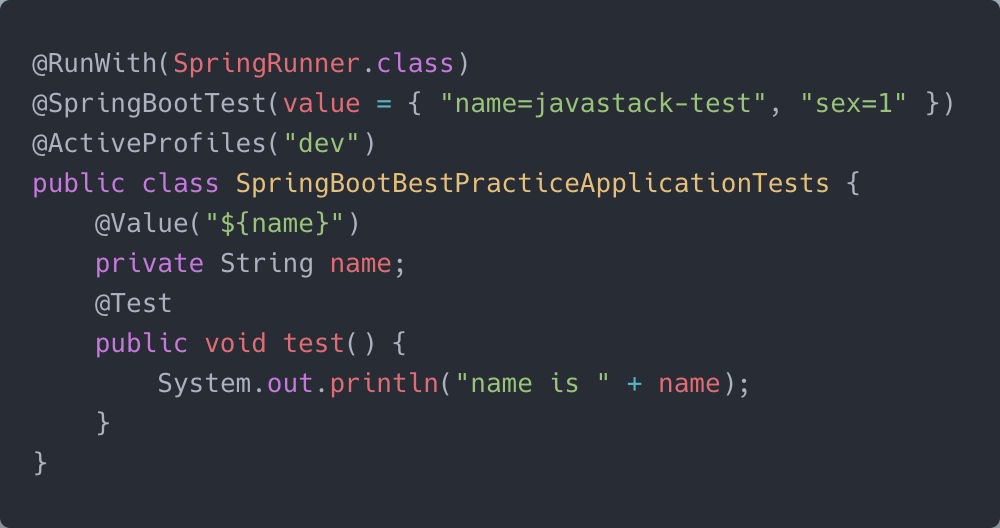 @RunWith(SpringRunner.class)
@SpringBootTest(value = { "name=javastack-test", "sex=1" })
@ActiveProfiles("dev")
public class SpringBootBestPracticeApplicationTests {
    @Value("${name}")
    private String name;
    @Test
    public void test() {
        System.out.println("name is " + name);
    }
}